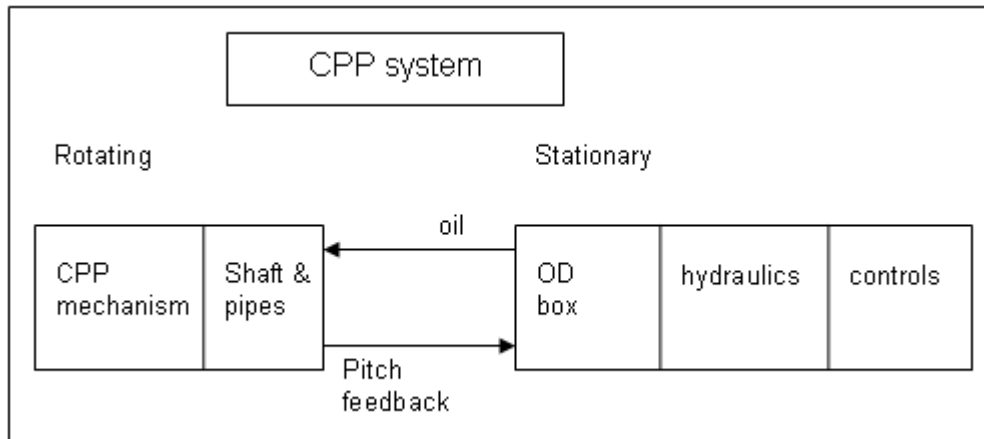 CPP system
Rotating
Stationary
oil
CPP
mechanism
Shaft &
pipes
OD
box
hydraulics
controls
Pitch
feedback